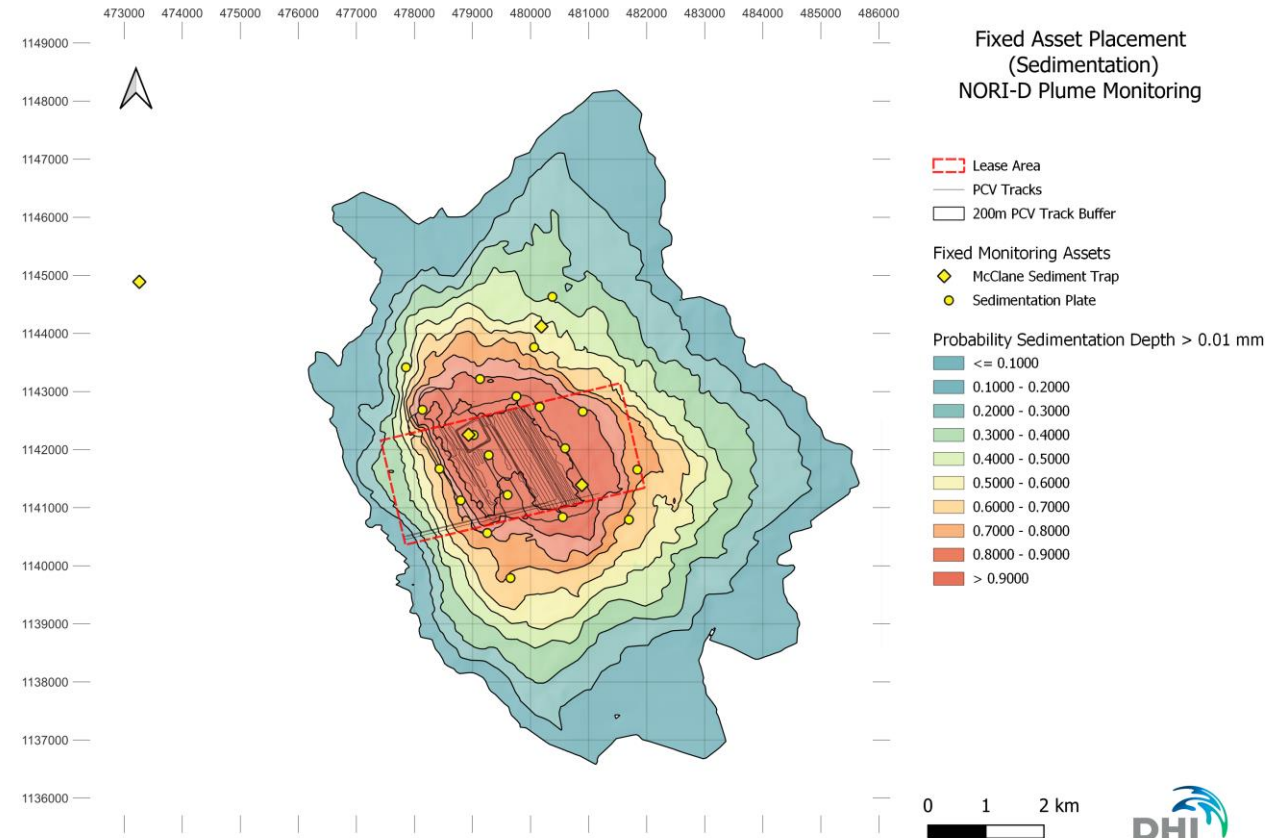 473000 474000 475000 476000 477000 478000 479000 480000 481000 482000 483000 484000 485000 486000
1149000
1148000
1147000
1146000
1145000
1144000
1143000
1142000
1141000
1140000
1139000
1138000
1137000
1136000
Fixed Asset Placement
(Sedimentation)
NORI-D Plume Monitoring
Lease Area
PCV Tracks
200m PCV Track Buffer
Fixed Monitoring Assets
McClane Sediment Trap
Sedimentation Plate
Probability Sedimentation Depth > 0.01 mm
<= 0.1000
0.1000 - 0.2000
0.2000 - 0.3000
0.3000 - 0.4000
0.4000 - 0.5000
0.5000 - 0.6000
0.6000 - 0.7000
0.7000 - 0.8000
0.8000 - 0.9000
> 0.9000
0 1 2 km
DHI